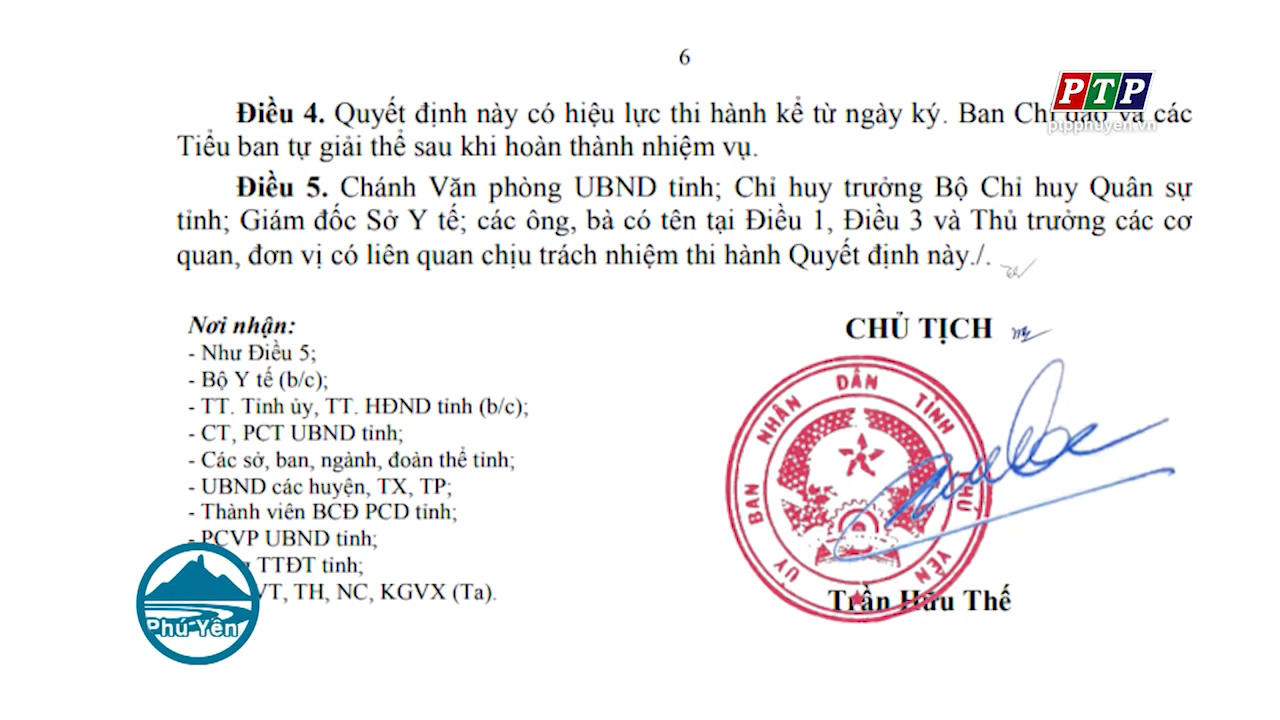 6
PTP
ptpphuyen.vn
Điều 4. Quyết định này có hiệu lực thi hành kể từ ngày ký. Ban Chỉ đạo và các
Tiểu ban tự giải thể sau khi hoàn thành nhiệm vụ.
Điều 5. Chánh Văn phòng UBND tỉnh; Chỉ huy trưởng Bộ Chỉ huy Quân sự
tỉnh; Giám đốc Sở Y tế; các ông, bà có tên tại Điều 1, Điều 3 và Thủ trưởng các cơ
quan, đơn vị có liên quan chịu trách nhiệm thi hành Quyết định này./.
Nơi nhận:
- Như Điều 5;
- Bộ Y tế (b/c);
- TT. Tỉnh ủy, TT. HĐND tỉnh (b/c);
- CT, PCT UBND tỉnh;
- Các sở, ban, ngành, đoàn thể tỉnh;
- UBND các huyện, TX, TP;
- Thành viên BCĐ PCD tỉnh;
- PCVP UBND tỉnh;
TTĐT tỉnh;
VT, TH, NC, KGVX (Ta).
Phú Yên
CHỦ TỊCH
ỦY BAN NHÂN DÂN TỈNH PHÚ YÊN
Trần Hữu Thế